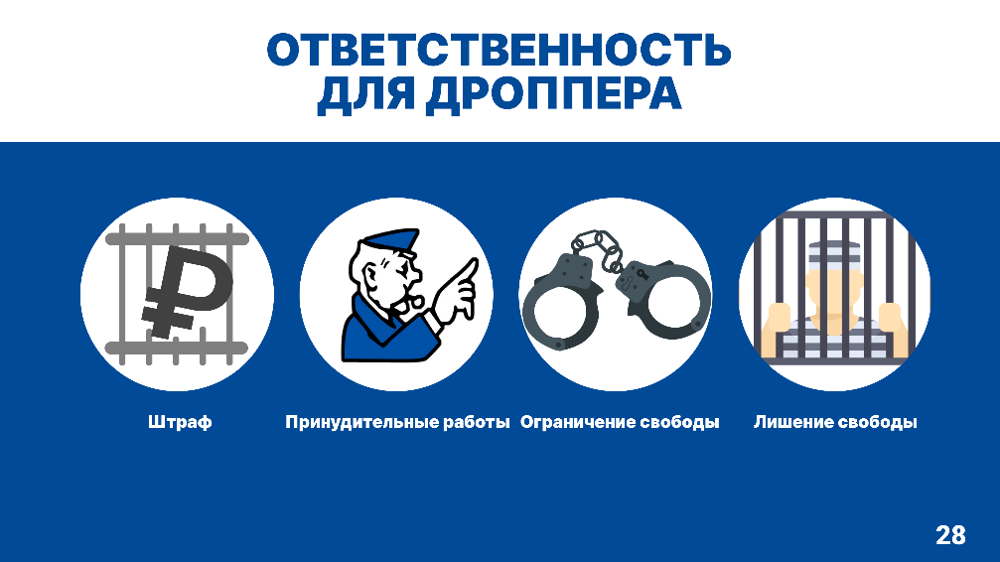 ОТВЕТСТВЕННОСТЬ
ДЛЯ ДРОППЕРА
Штраф
Принудительные работы
Ограничение свободы
Лишение свободы
28